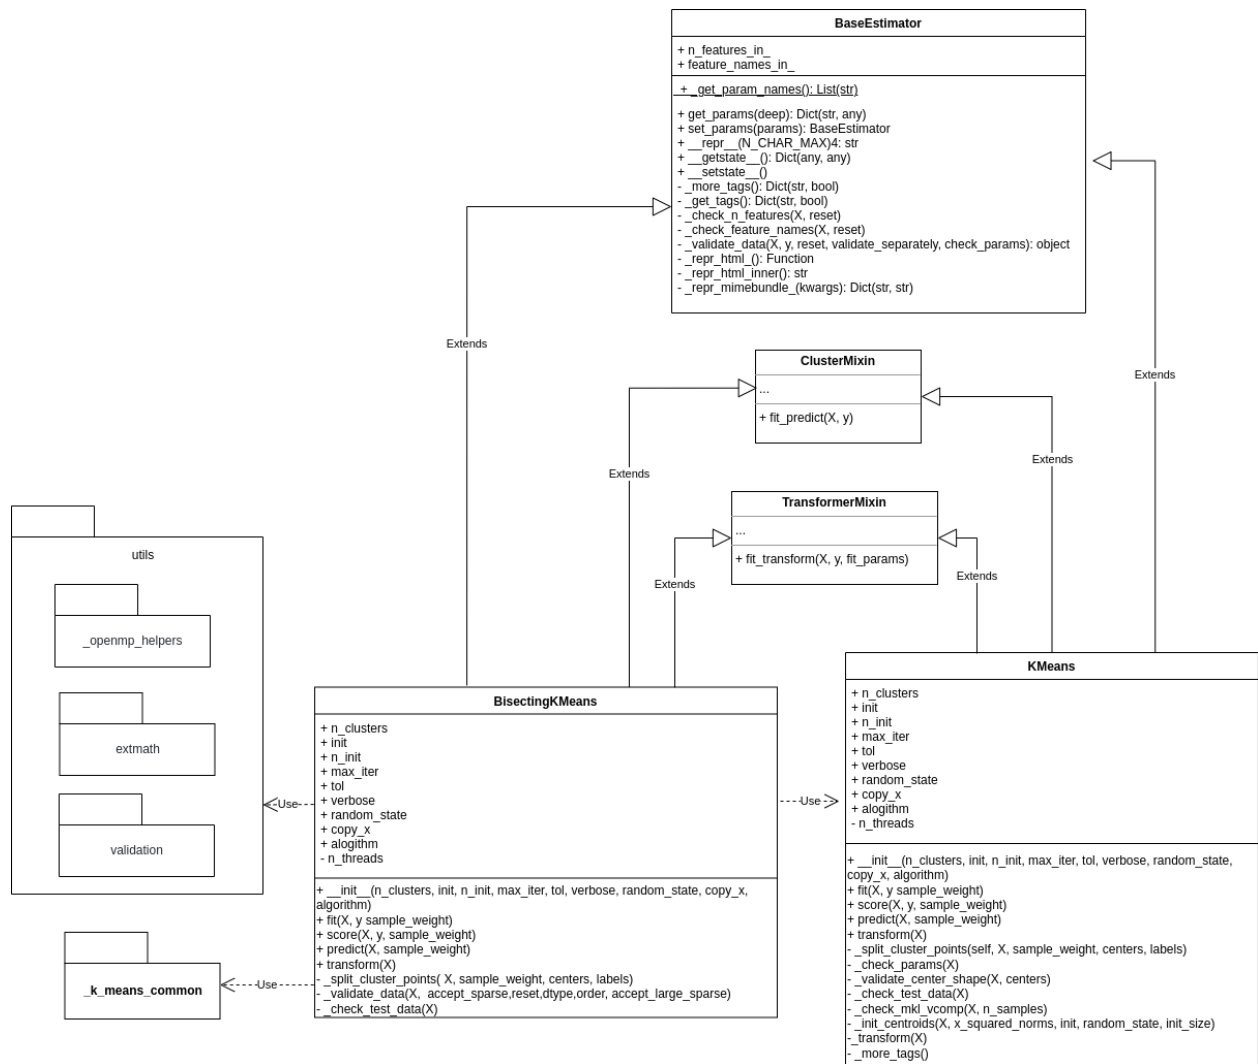 BaseEstimator
+ n_features_in_
+ feature_names_in_
+ _get_param_names(): List(str)
+ get_params(deep): Dict(str, any)
+ set_params(params): BaseEstimator
+ __repr__(N_CHAR_MAX)4: str
+ __getstate__(): Dict(any, any)
+ __setstate__()
- _more_tags(): Dict(str, bool)
- _get_tags(): Dict(str, bool)
- _check_n_features(X, reset)
- _check_feature_names(X, reset)
- _validate_data(X, y, reset, validate_separately, check_params): object
- _repr_html_(): Function
- _repr_html_inner(): str
- _repr_mimebundle_(kwargs): Dict(str, str)
Extends
Extends
ClusterMixin
...
+ fit_predict(X, y)
Extends
Extends
TransformerMixin
...
+ fit_transform(X, y, fit_params)
Extends
Extends
utils
_openmp_helpers
extmath
validation
_k_means_common
Use
Use
Use
BisectingKMeans
+ n_clusters
+ init
+ n_init
+ max_iter
+ tol
+ verbose
+ random_state
+ copy_x
+ alogithm
- n_threads
+ __init__(n_clusters, init, n_init, max_iter, tol, verbose, random_state, copy_x,
algorithm)
+ fit(X, y sample_weight)
+ score(X, y, sample_weight)
+ predict(X, sample_weight)
+ transform(X)
- _split_cluster_points( X, sample_weight, centers, labels)
- _validate_data(X,  accept_sparse,reset,dtype,order, accept_large_sparse)
- _check_test_data(X)
KMeans
+ n_clusters
+ init
+ n_init
+ max_iter
+ tol
+ verbose
+ random_state
+ copy_x
+ alogithm
- n_threads
+ __init__(n_clusters, init, n_init, max_iter, tol, verbose, random_state,
copy_x, algorithm)
+ fit(X, y sample_weight)
+ score(X, y, sample_weight)
+ predict(X, sample_weight)
+ transform(X)
- _split_cluster_points(self, X, sample_weight, centers, labels)
- _check_params(X)
- _validate_center_shape(X, centers)
- _check_test_data(X)
- _check_mkl_vcomp(X, n_samples)
- _init_centroids(X, x_squared_norms, init, random_state, init_size)
- _transform(X)
- _more_tags()